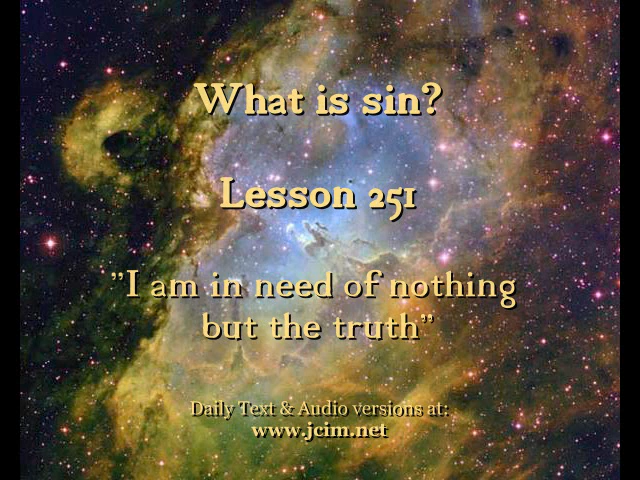 What is sin?
Lesson 251
"I am in need of nothing
but the truth"
Daily Text & Audio versions at:
www.jcim.net